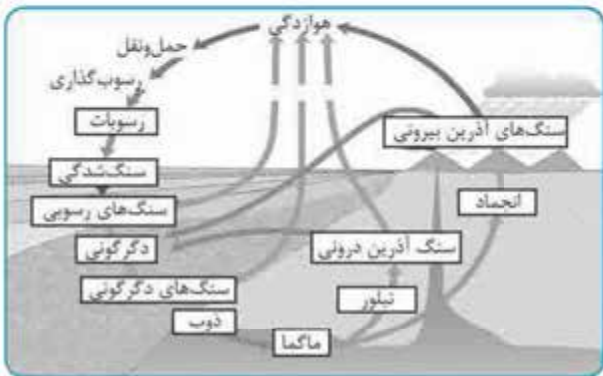 هوازدگی
حمل‌ونقل
رسوب‌گذاری
رسوبات
سنگ‌شدگی
سنگ‌های رسوبی
دگرگونی
سنگ‌های دگرگونی
ذوب
ماگما
تبلور
سنگ آذرین درونی
انجماد
سنگ‌های آذرین بیرونی